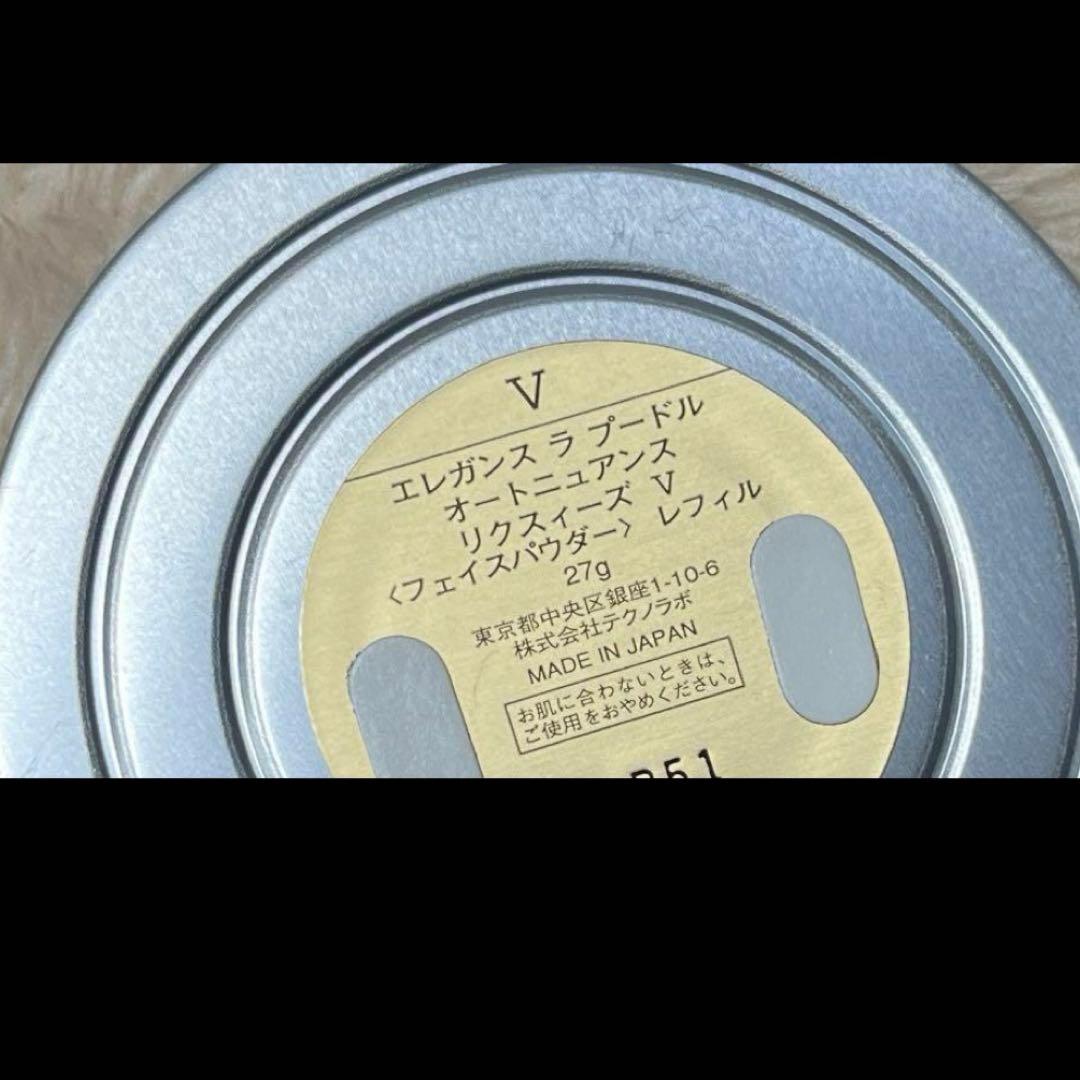 V
エレガンス ラ プードル
オートニュアンス
リクスィーズ V
〈フェイスパウダー〉 レフィル
27g
東京都中央区銀座1-10-6
株式会社テクノラボ
MADE IN JAPAN
お肌に合わないときは、
ご使用をおやめください。
51